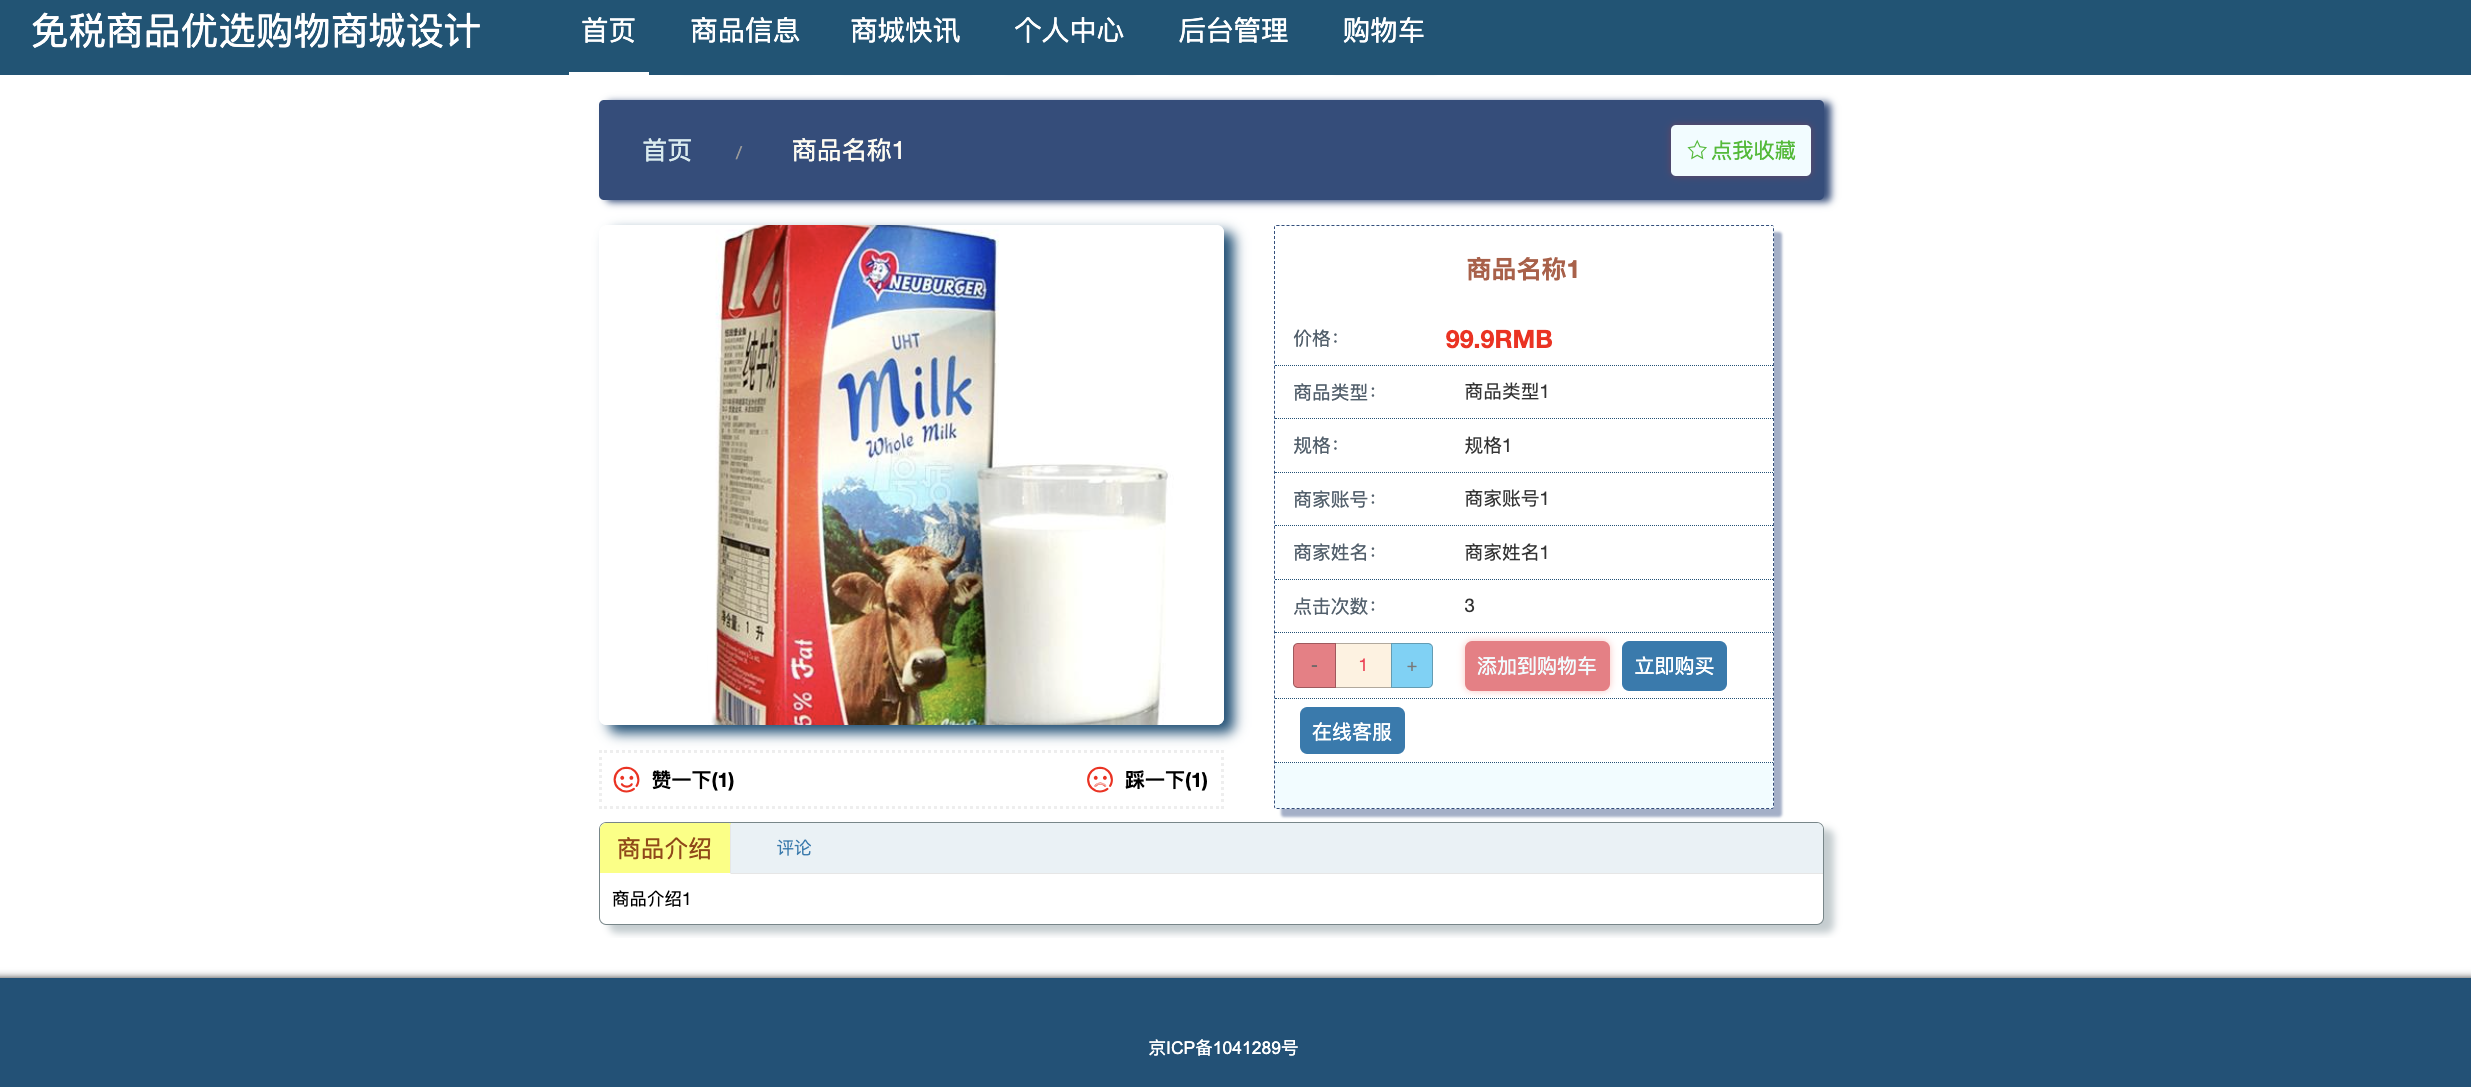 免税商品优选购物商城设计
首页 商品信息 商城快讯 个人中心 后台管理 购物车
首页 / 商品名称1
点我收藏
NEUBURGER
UHT
Milk
Whole Milk
纯牛奶
净含量: 1 升
5% Fat
商品名称1
价格: 99.9RMB
商品类型: 商品类型1
规格: 规格1
商家账号: 商家账号1
商家姓名: 商家姓名1
点击次数: 3
- 1 + 添加到购物车 立即购买
在线客服
赞一下(1) 踩一下(1)
商品介绍 评论
商品介绍1
京ICP备1041289号